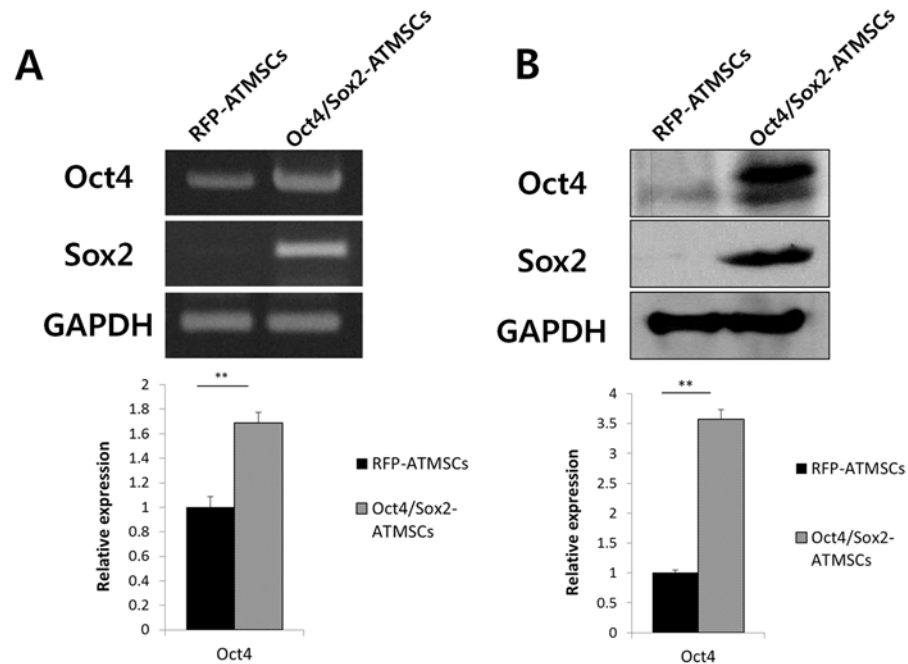 A
RFP-ATMSCs
Oct4/Sox2-ATMSCs
Oct4
Sox2
GAPDH
**
2
1.8
1.6
1.4
1.2
1
0.8
0.6
0.4
0.2
0
Relative expression
Oct4
RFP-ATMSCs
Oct4/Sox2-
ATMSCs
B
RFP-ATMSCs
Oct4/Sox2-ATMSCs
Oct4
Sox2
GAPDH
**
4
3.5
3
2.5
2
1.5
1
0.5
0
Relative expression
Oct4
RFP-ATMSCs
Oct4/Sox2-
ATMSCs